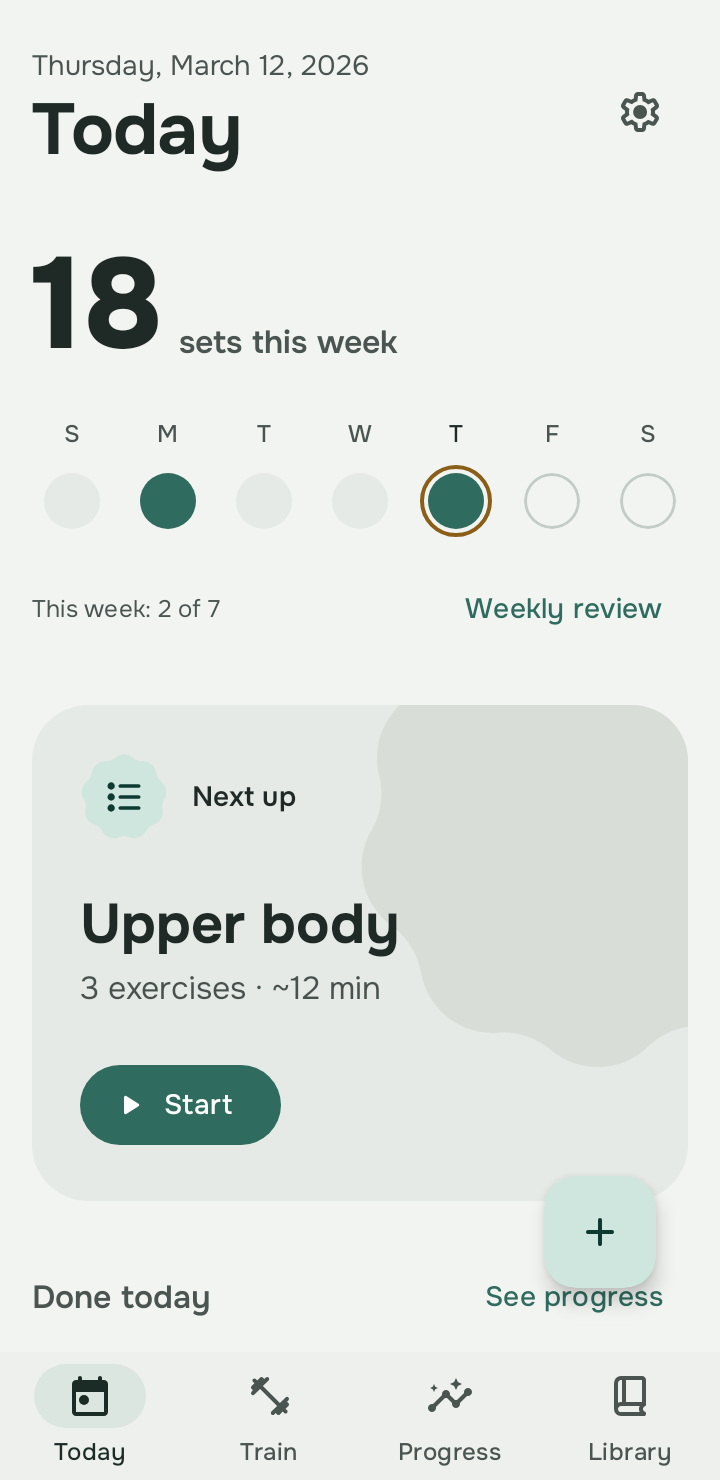 Thursday, March 12, 2026
Today
18 sets this week
S M T W T F S
This week: 2 of 7
Weekly review
Next up
Upper body
3 exercises · ~12 min
Start
Done today
See progress
Today
Train
Progress
Library